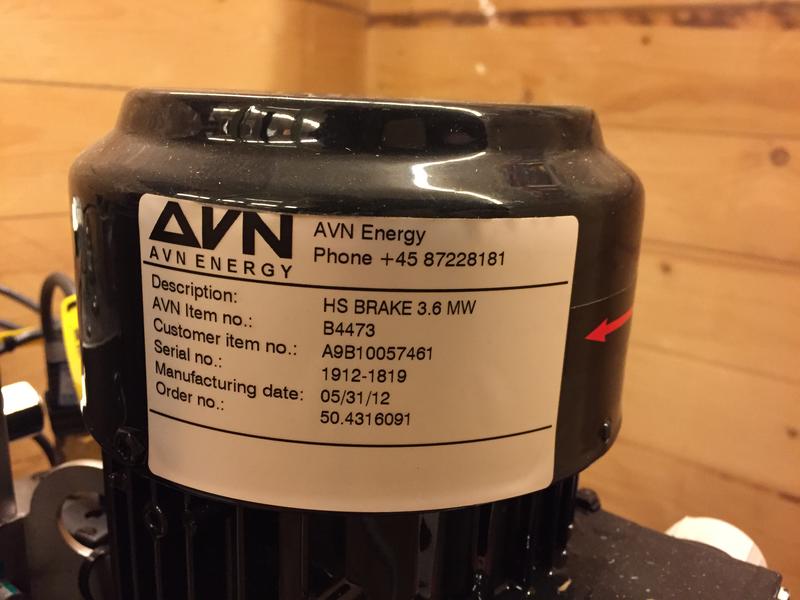 AVN
AVN ENERGY
AVN Energy
Phone +45 87228181
Description: HS BRAKE 3.6 MW
AVN Item no.: B4473
Customer item no.: A9B10057461
Serial no.: 1912-1819
Manufacturing date: 05/31/12
Order no.: 50.4316091